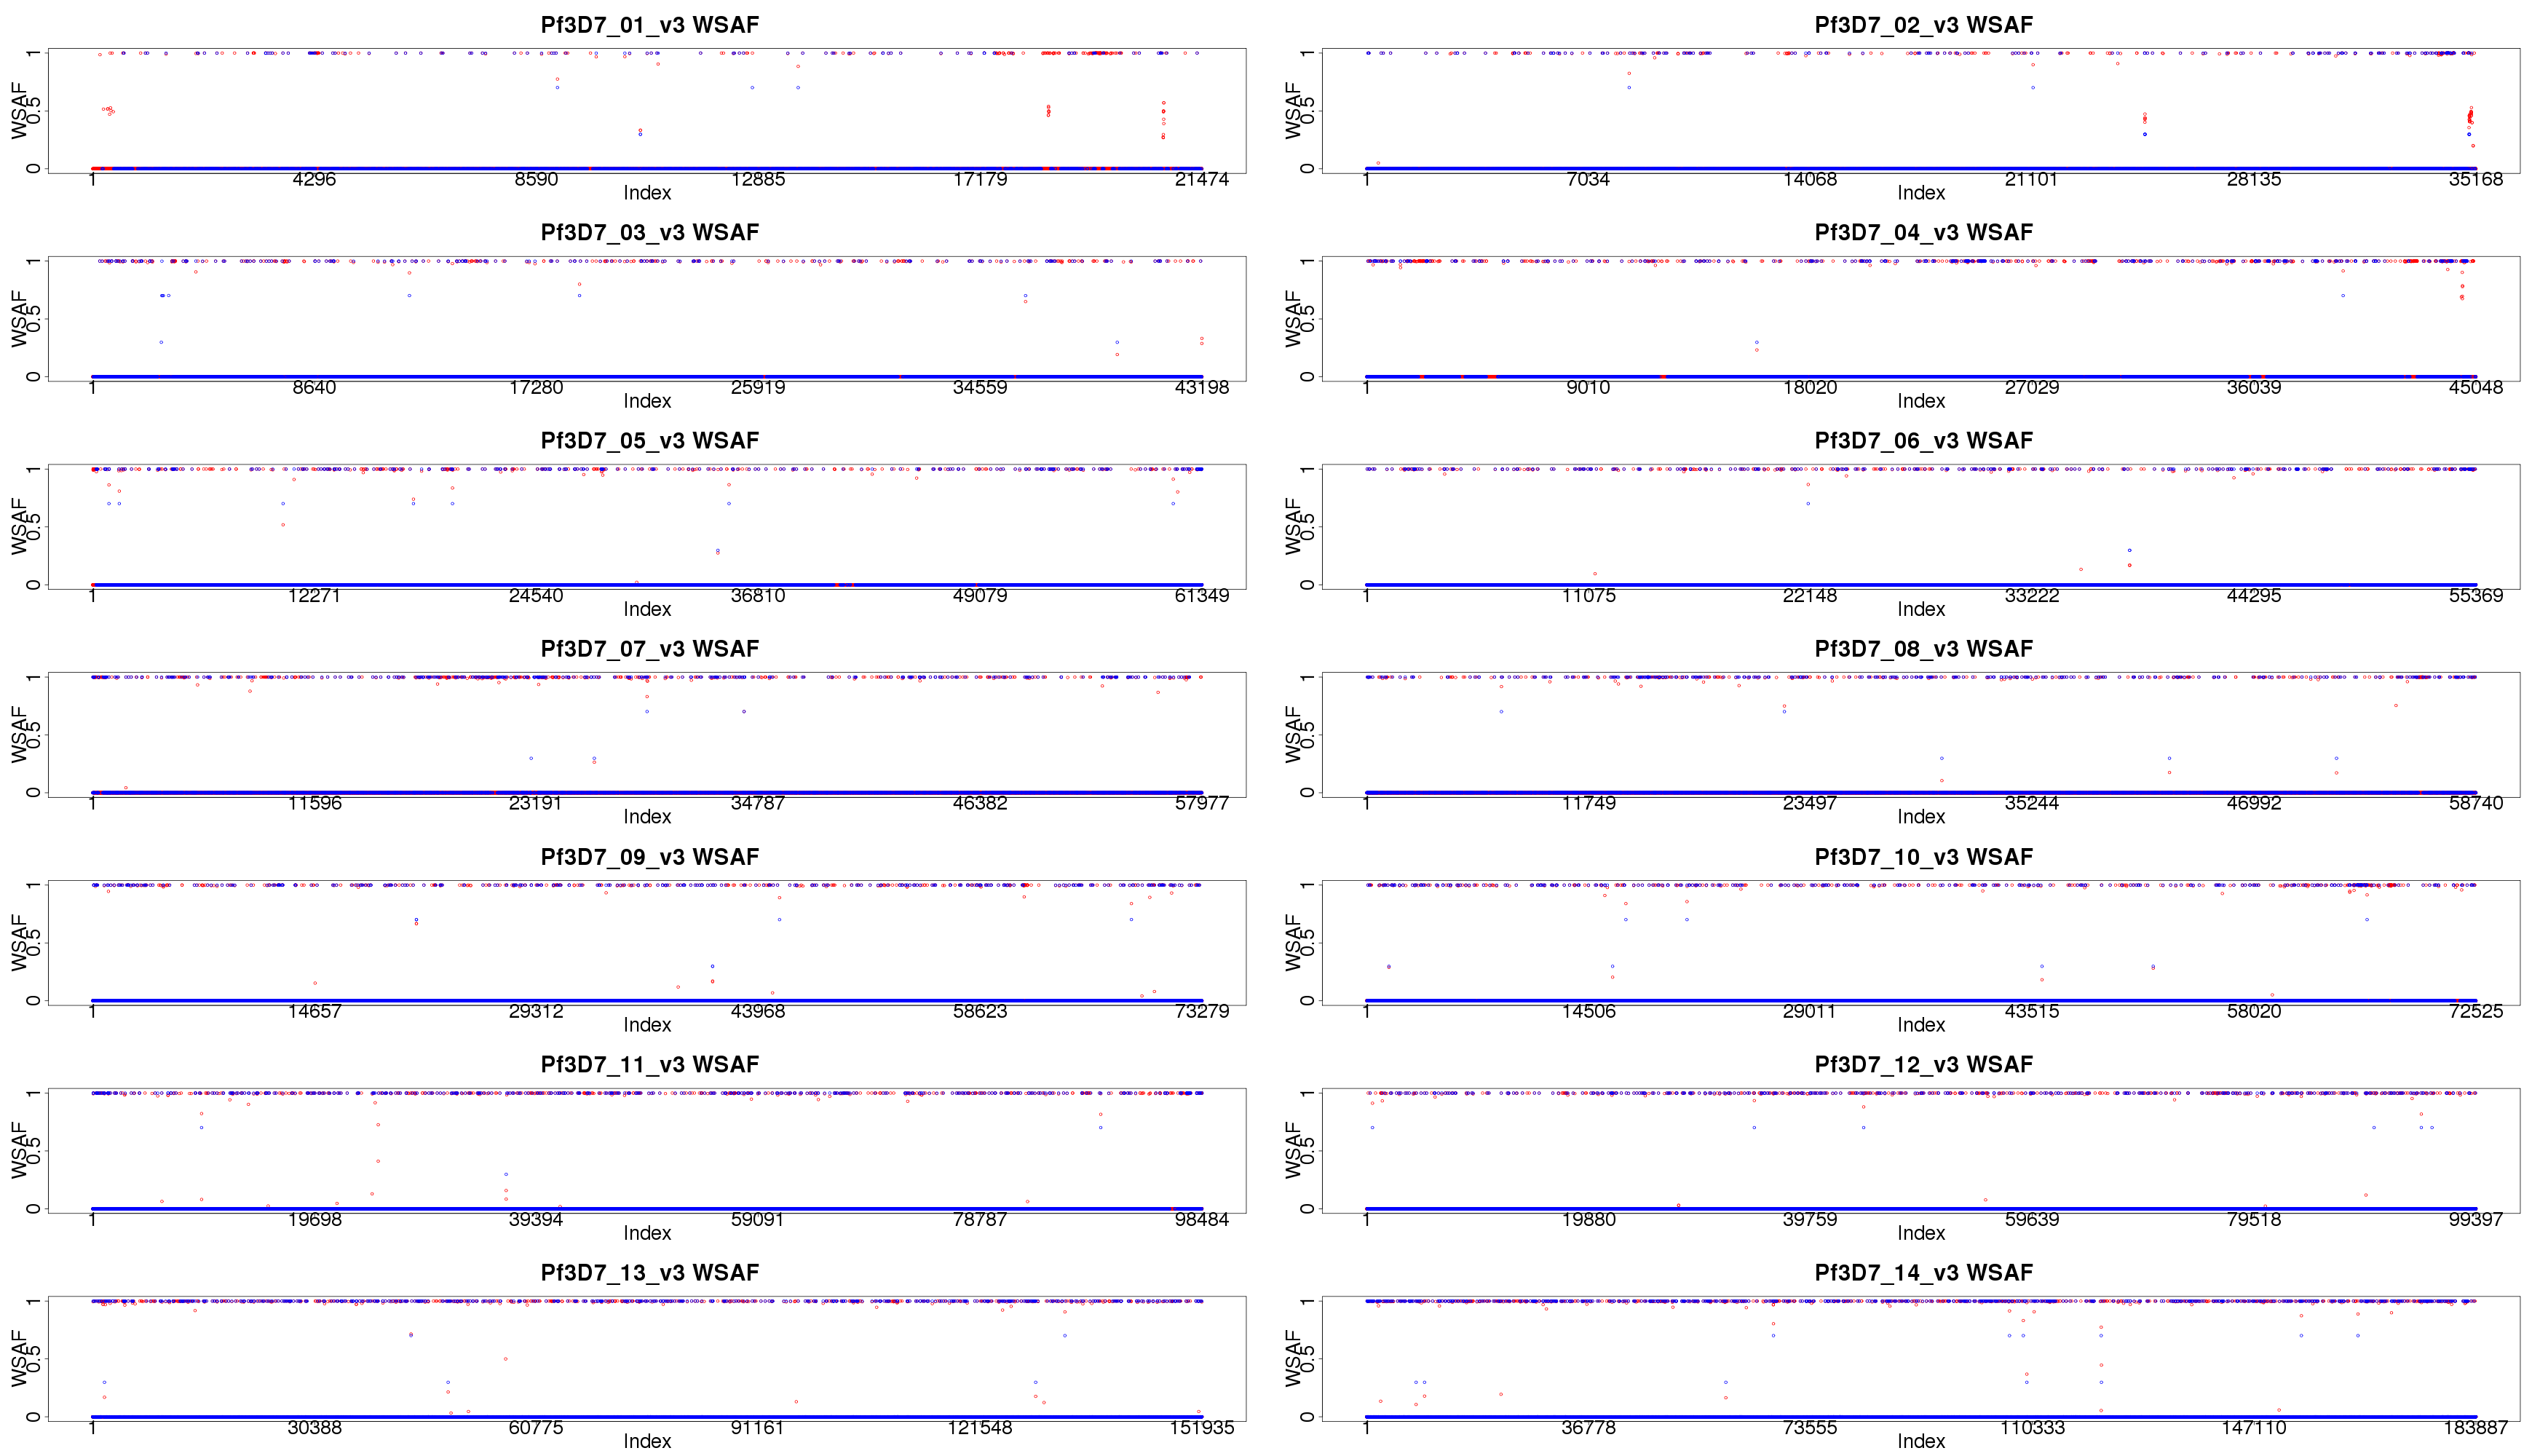 Pf3D7_01_v3 WSAF
WSAF
1
0.5
0
1 4296 8590 12885 17179 21474
Index
Pf3D7_02_v3 WSAF
WSAF
1
0.5
0
1 7034 14068 21101 28135 35168
Index
Pf3D7_03_v3 WSAF
WSAF
1
0.5
0
1 8640 17280 25919 34559 43198
Index
Pf3D7_04_v3 WSAF
WSAF
1
0.5
0
1 9010 18020 27029 36039 45048
Index
Pf3D7_05_v3 WSAF
WSAF
1
0.5
0
1 12271 24540 36810 49079 61349
Index
Pf3D7_06_v3 WSAF
WSAF
1
0.5
0
1 11075 22148 33222 44295 55369
Index
Pf3D7_07_v3 WSAF
WSAF
1
0.5
0
1 11596 23191 34787 46382 57977
Index
Pf3D7_08_v3 WSAF
WSAF
1
0.5
0
1 11749 23497 35244 46992 58740
Index
Pf3D7_09_v3 WSAF
WSAF
1
0.5
0
1 14657 29312 43968 58623 73279
Index
Pf3D7_10_v3 WSAF
WSAF
1
0.5
0
1 14506 29011 43515 58020 72525
Index
Pf3D7_11_v3 WSAF
WSAF
1
0.5
0
1 19698 39394 59091 78787 98484
Index
Pf3D7_12_v3 WSAF
WSAF
1
0.5
0
1 19880 39759 59639 79518 99397
Index
Pf3D7_13_v3 WSAF
WSAF
1
0.5
0
1 30388 60775 91161 121548 151935
Index
Pf3D7_14_v3 WSAF
WSAF
1
0.5
0
1 36778 73555 110333 147110 183887
Index